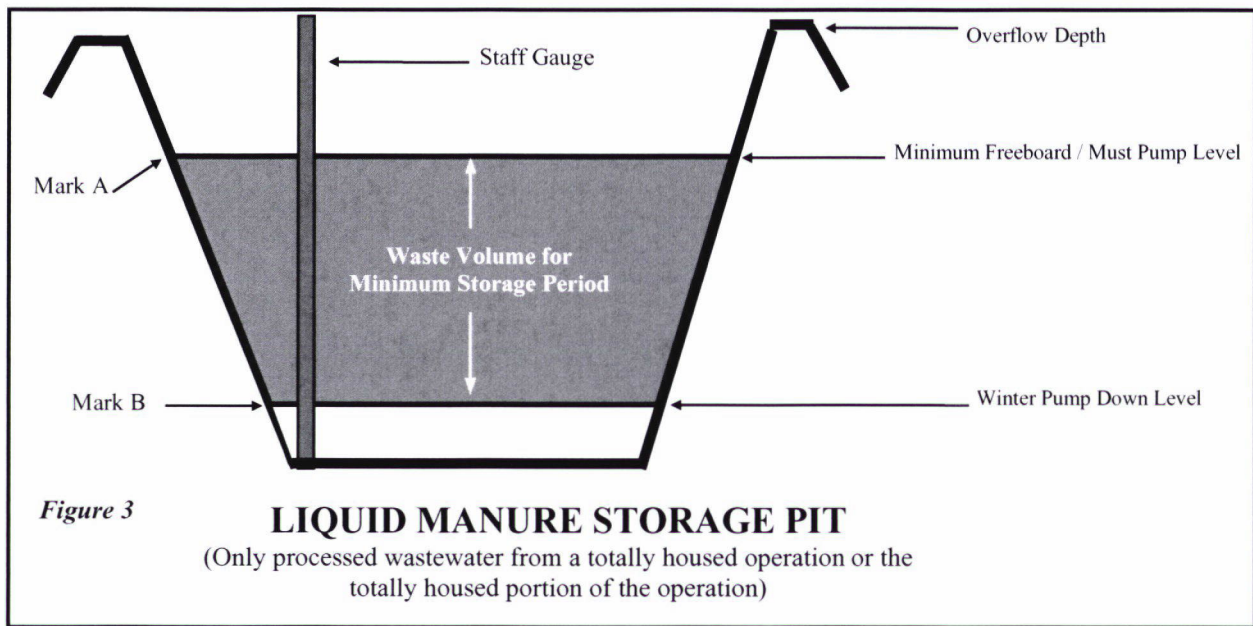 Overflow Depth
Staff Gauge
Minimum Freeboard / Must Pump Level
Mark A
Waste Volume for
Minimum Storage Period
Mark B
Winter Pump Down Level
Figure 3
LIQUID MANURE STORAGE PIT
(Only processed wastewater from a totally housed operation or the
totally housed portion of the operation)